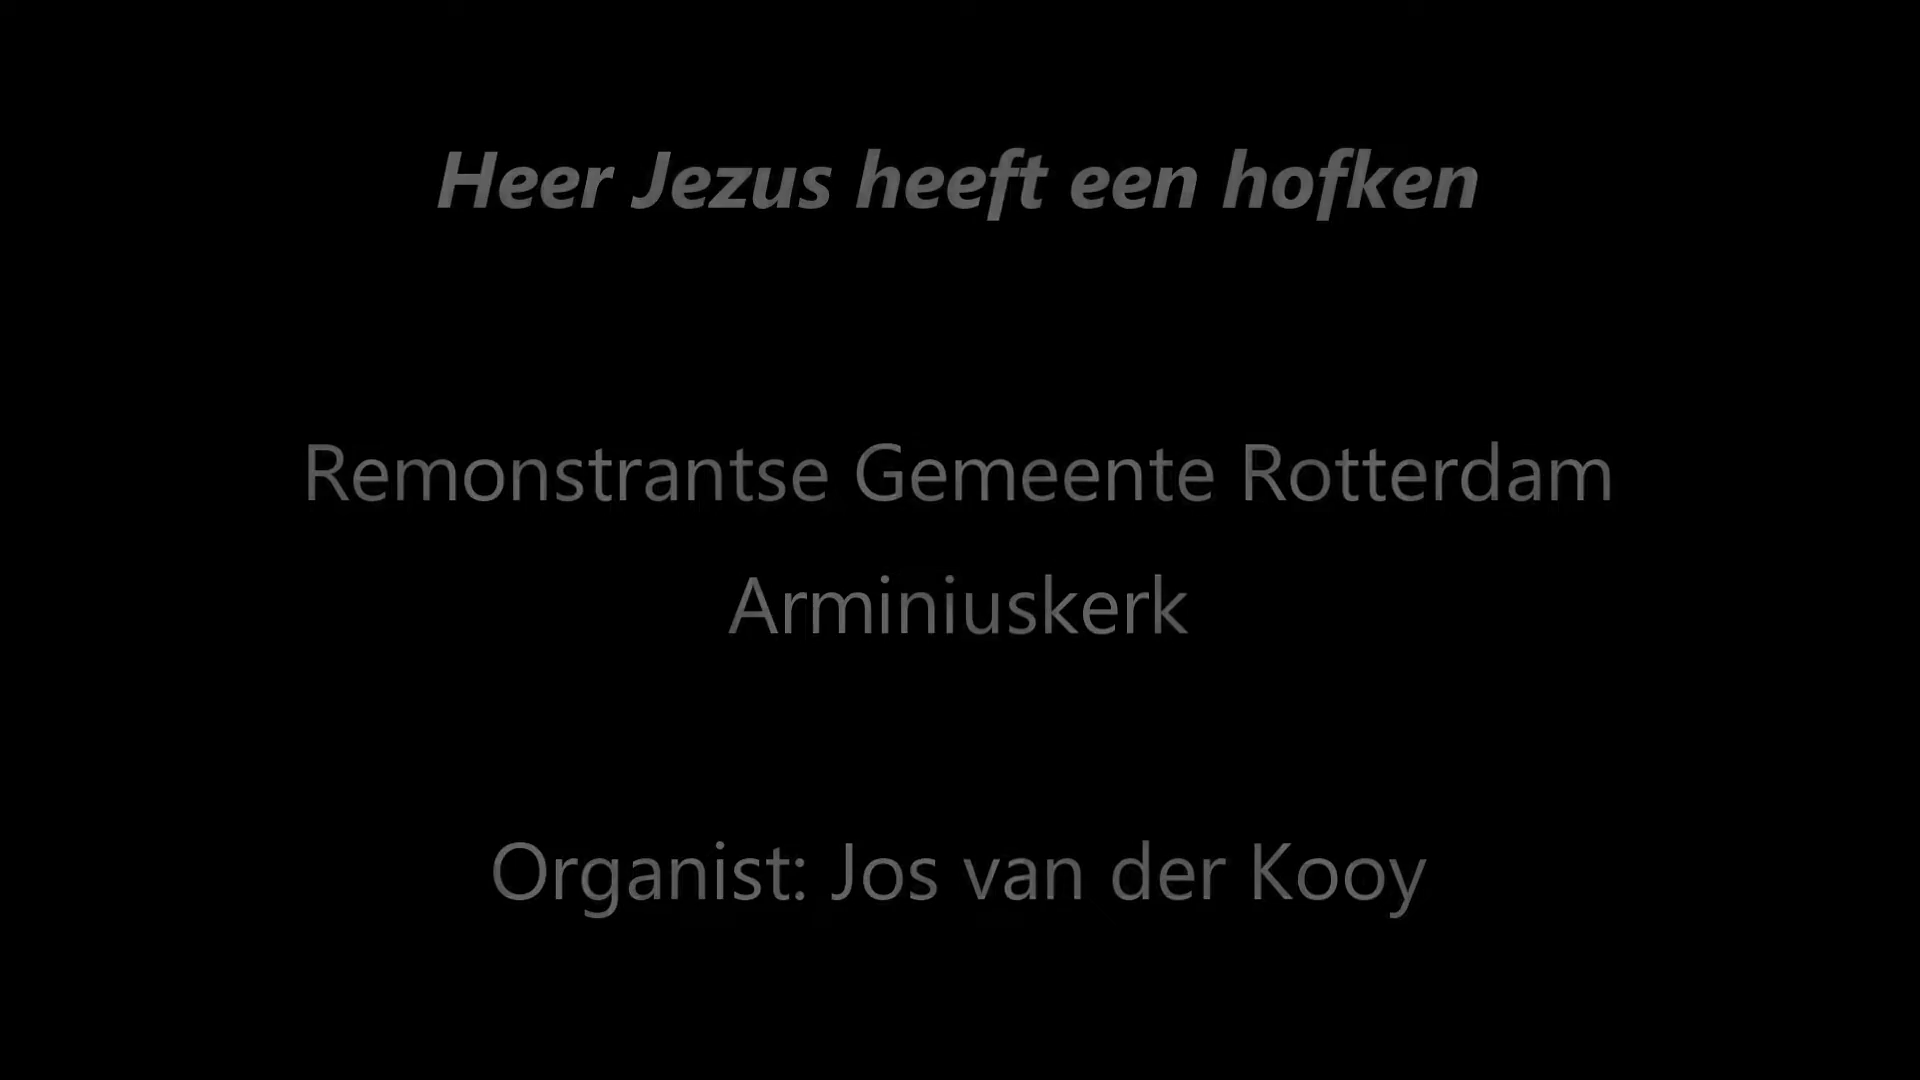 Heer Jezus heeft een hofken
Remonstrantse Gemeente Rotterdam
Arminiuskerk
Organist: Jos van der Kooy